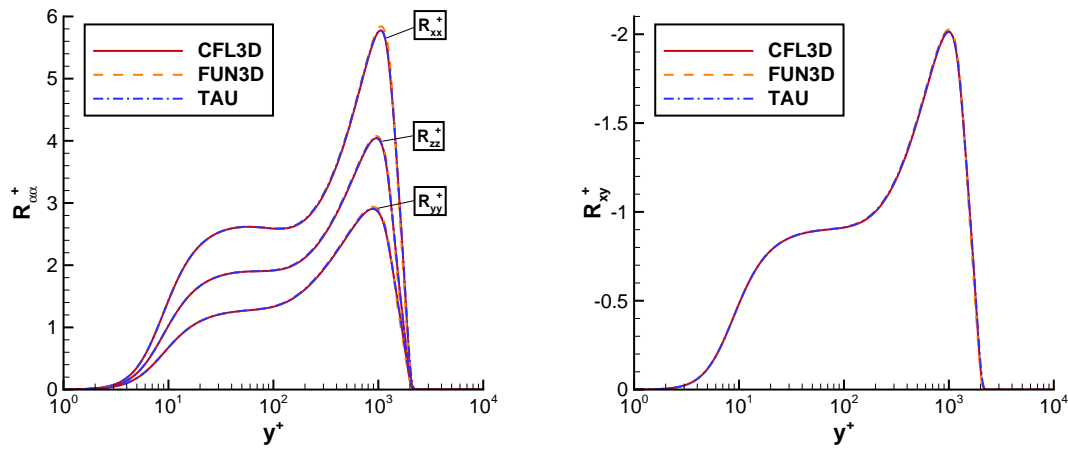 6
5
4
3
2
1
0
R⁺αα
CFL3D
FUN3D
TAU
R⁺xx
R⁺zz
R⁺yy
10⁰ 10¹ 10² 10³ 10⁴
y⁺
-2
-1.5
-1
-0.5
0
R⁺xy
CFL3D
FUN3D
TAU
10⁰ 10¹ 10² 10³ 10⁴
y⁺